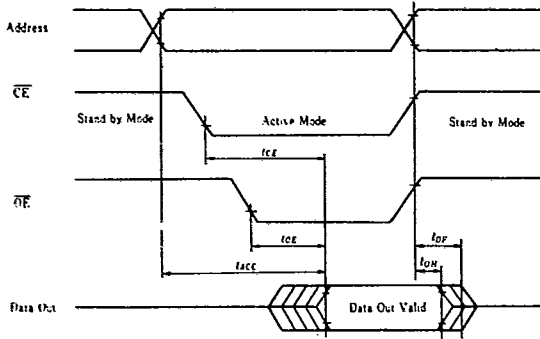 Address
CE
Stand by Mode
Active Mode
Stand by Mode
tCE
OE
tOE
tDF
tACC
tOH
Data Out
Data Out Valid